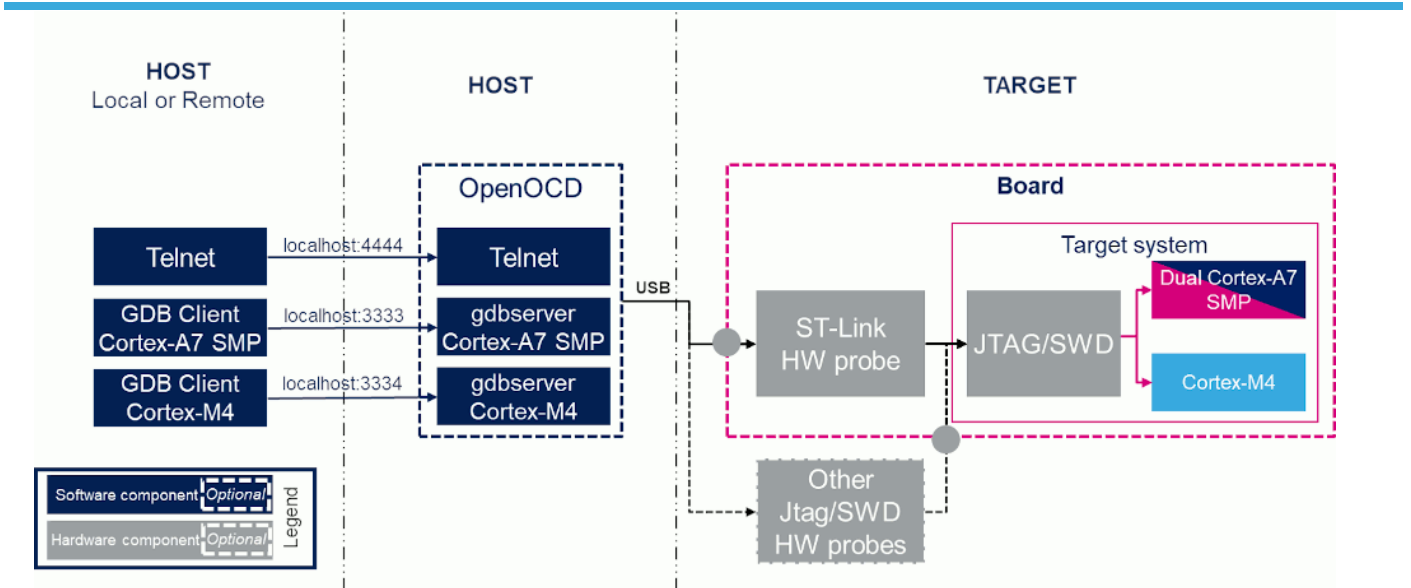 HOST
Local or Remote
HOST
TARGET
OpenOCD
Board
Telnet
localhost:4444
Telnet
Target system
USB
GDB Client
Cortex-A7 SMP
localhost:3333
gdbserver
Cortex-A7 SMP
ST-Link
HW probe
JTAG/SWD
Dual Cortex-A7
SMP
GDB Client
Cortex-M4
localhost:3334
gdbserver
Cortex-M4
Cortex-M4
Other
Jtag/SWD
HW probes
Software component
Optional
Hardware component
Optional
Legend